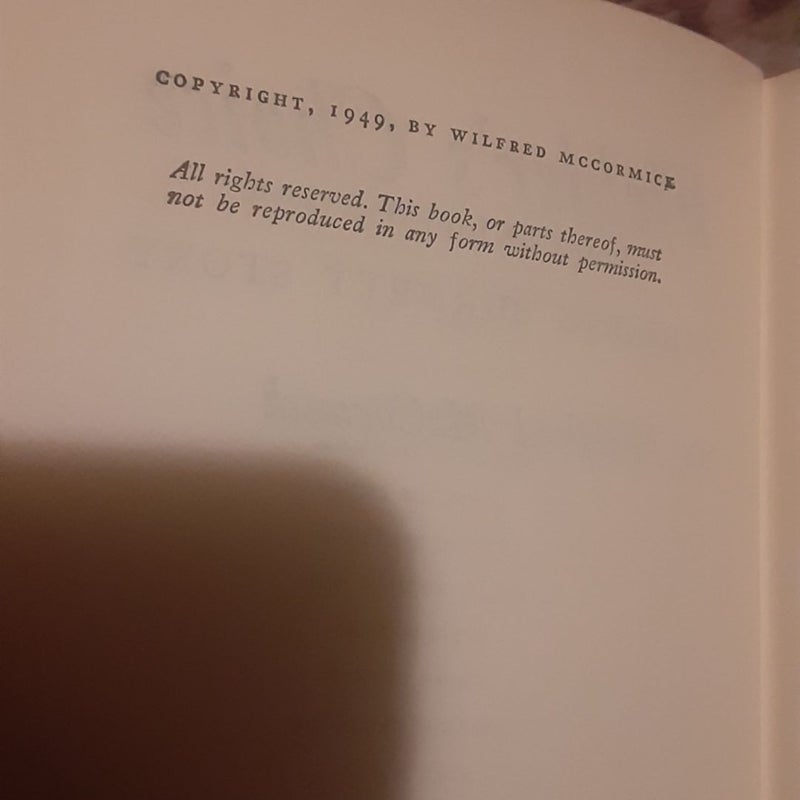 COPYRIGHT, 1949, BY WILFRED MCCORMICK
All rights reserved. This book, or parts thereof, must
not be reproduced in any form without permission.